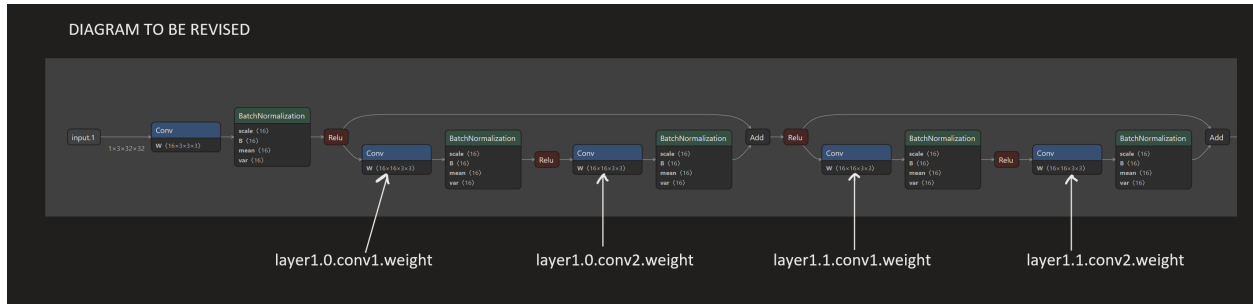 DIAGRAM TO BE REVISED
input.1
1×3×32×32
Conv
W ⟨16×3×3×3⟩
BatchNormalization
scale ⟨16⟩
B ⟨16⟩
mean ⟨16⟩
var ⟨16⟩
Relu
Conv
W ⟨16×16×3×3⟩
BatchNormalization
scale ⟨16⟩
B ⟨16⟩
mean ⟨16⟩
var ⟨16⟩
Relu
Conv
W ⟨16×16×3×3⟩
BatchNormalization
scale ⟨16⟩
B ⟨16⟩
mean ⟨16⟩
var ⟨16⟩
Add
Relu
Conv
W ⟨16×16×3×3⟩
BatchNormalization
scale ⟨16⟩
B ⟨16⟩
mean ⟨16⟩
var ⟨16⟩
Relu
Conv
W ⟨16×16×3×3⟩
BatchNormalization
scale ⟨16⟩
B ⟨16⟩
mean ⟨16⟩
var ⟨16⟩
Add
layer1.0.conv1.weight
layer1.0.conv2.weight
layer1.1.conv1.weight
layer1.1.conv2.weight